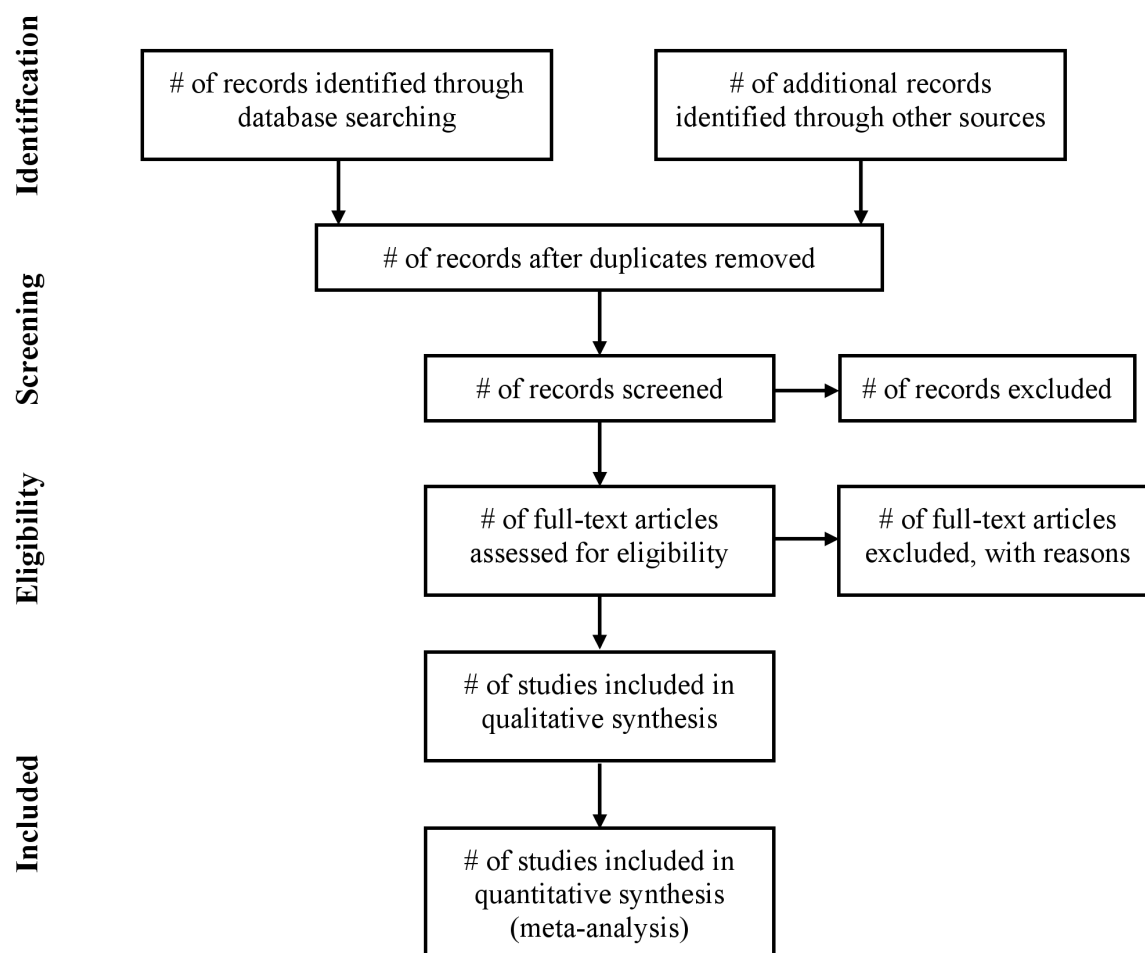 Identification
# of records identified through
database searching
# of additional records
identified through other sources
# of records after duplicates removed
Screening
# of records screened
# of records excluded
Eligibility
# of full-text articles
assessed for eligibility
# of full-text articles
excluded, with reasons
Included
# of studies included in
qualitative synthesis
# of studies included in
quantitative synthesis
(meta-analysis)